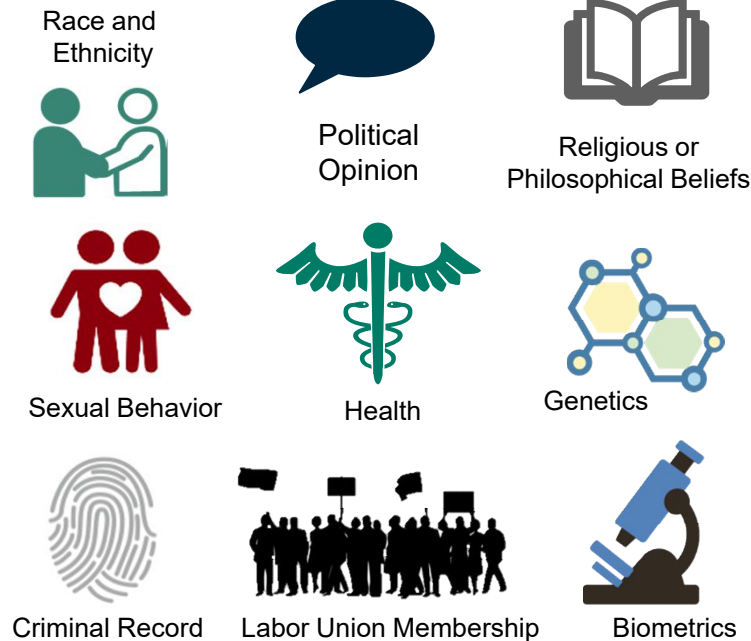 Race and
Ethnicity
Political
Opinion
Religious or
Philosophical Beliefs
Sexual Behavior
Health
Genetics
Criminal Record
Labor Union Membership
Biometrics